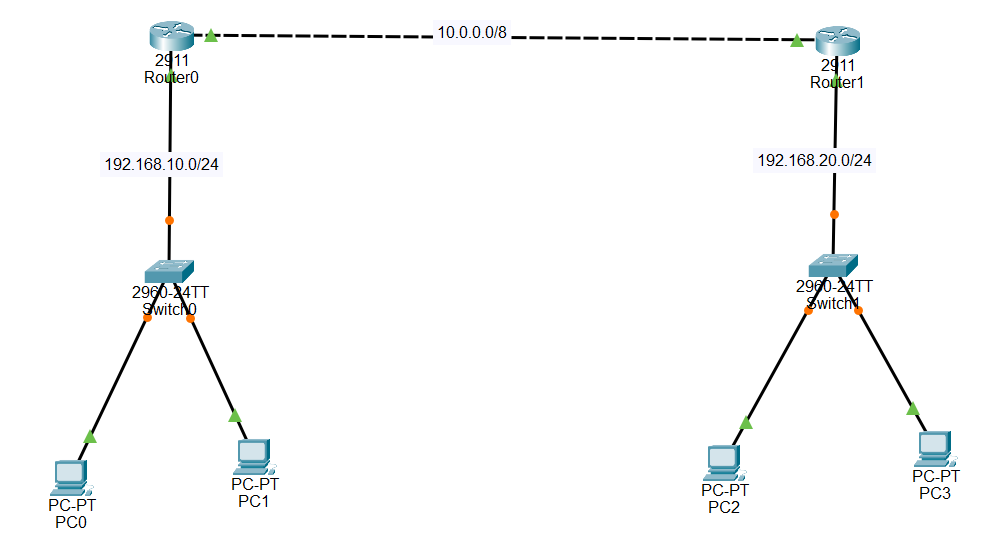 10.0.0.0/8
2911
Router0
2911
Router1
192.168.10.0/24
192.168.20.0/24
2960-24TT
Switch0
2960-24TT
Switch1
PC-PT
PC0
PC-PT
PC1
PC-PT
PC2
PC-PT
PC3